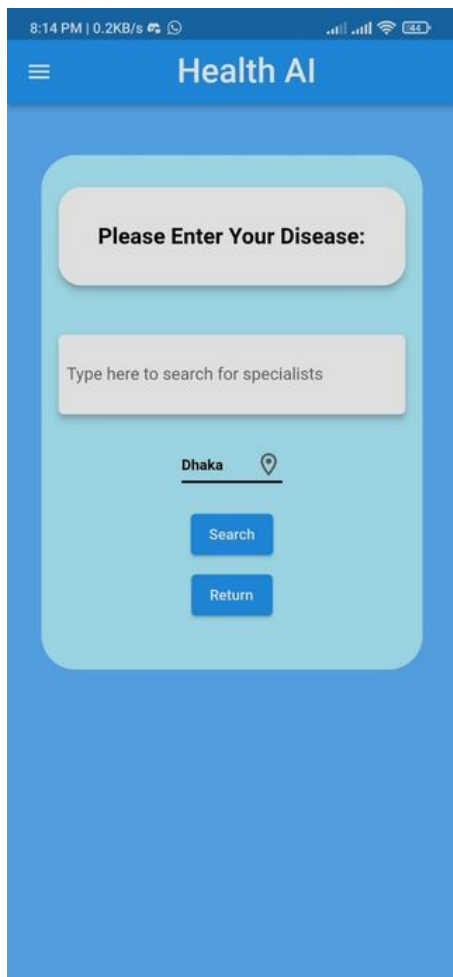 8:14 PM | 0.2KB/s
44
Health AI
Please Enter Your Disease:
Type here to search for specialists
Dhaka
Search
Return